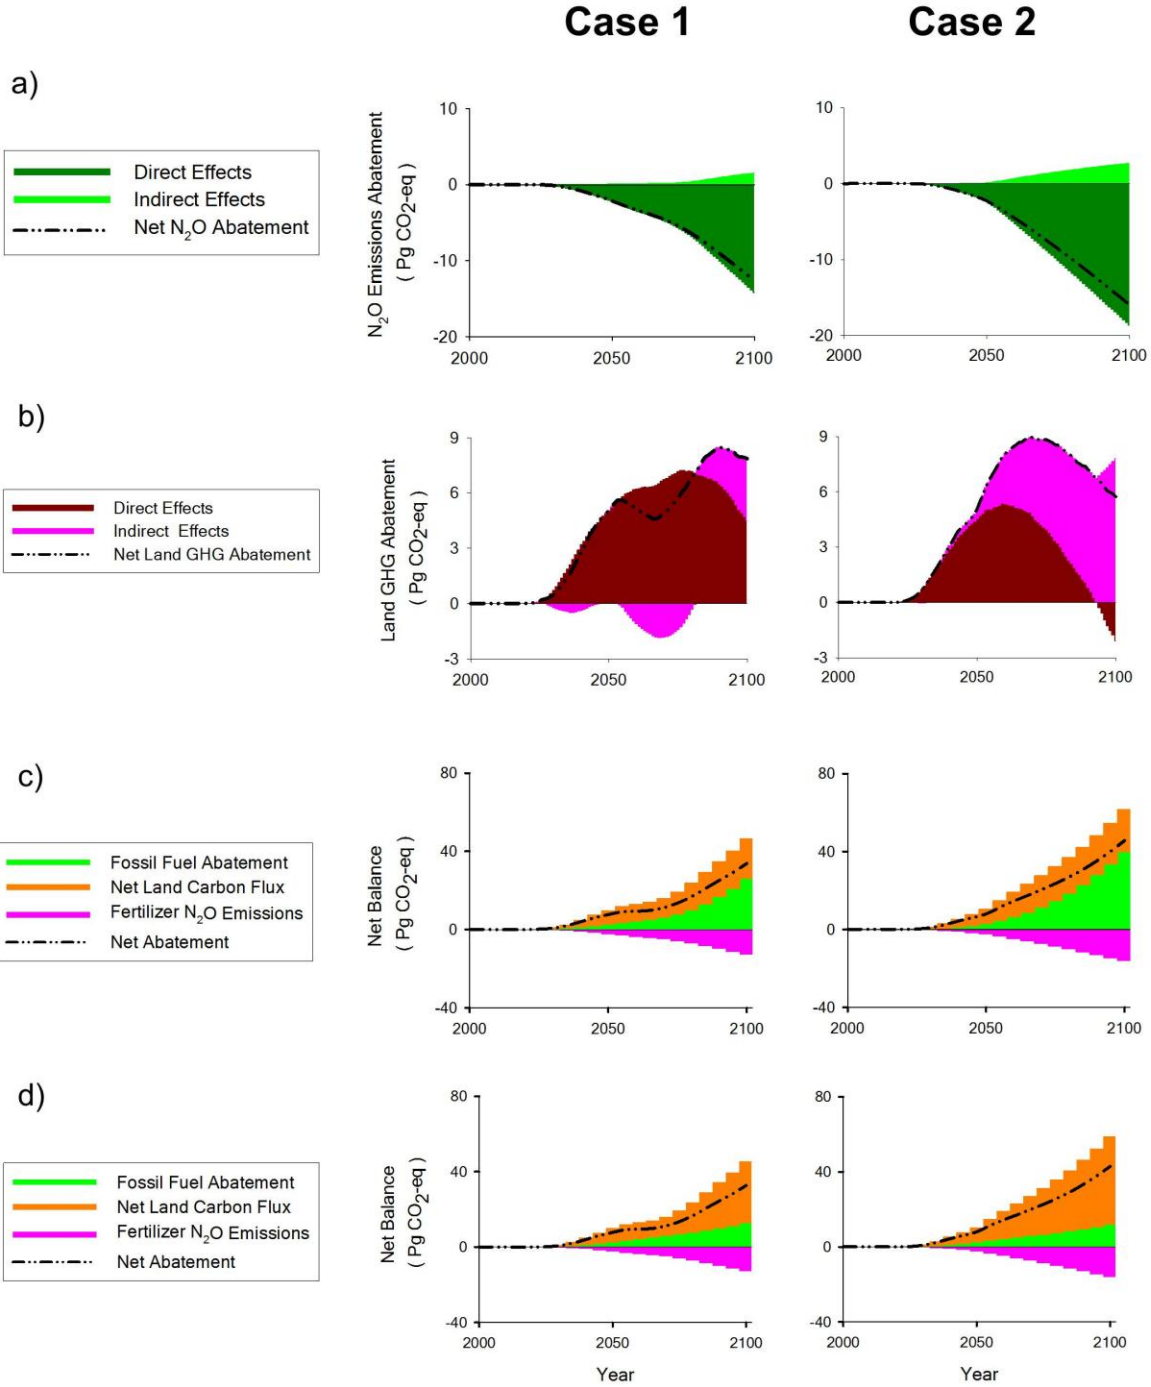 Case 1
Case 2
a)
Direct Effects
Indirect Effects
Net N2O Abatement
N2O Emissions Abatement
( Pg CO2-eq )
10
0
-10
-20
2000
2050
2100
10
0
-10
-20
2000
2050
2100
b)
Direct Effects
Indirect Effects
Net Land GHG Abatement
Land GHG Abatement
( Pg CO2-eq )
9
6
3
0
-3
2000
2050
2100
9
6
3
0
-3
2000
2050
2100
c)
Fossil Fuel Abatement
Net Land Carbon Flux
Fertilizer N2O Emissions
Net Abatement
Net Balance
( Pg CO2-eq )
80
40
0
-40
2000
2050
2100
80
40
0
-40
2000
2050
2100
d)
Fossil Fuel Abatement
Net Land Carbon Flux
Fertilizer N2O Emissions
Net Abatement
Net Balance
( Pg CO2-eq )
80
40
0
-40
2000
2050
2100
Year
80
40
0
-40
2000
2050
2100
Year